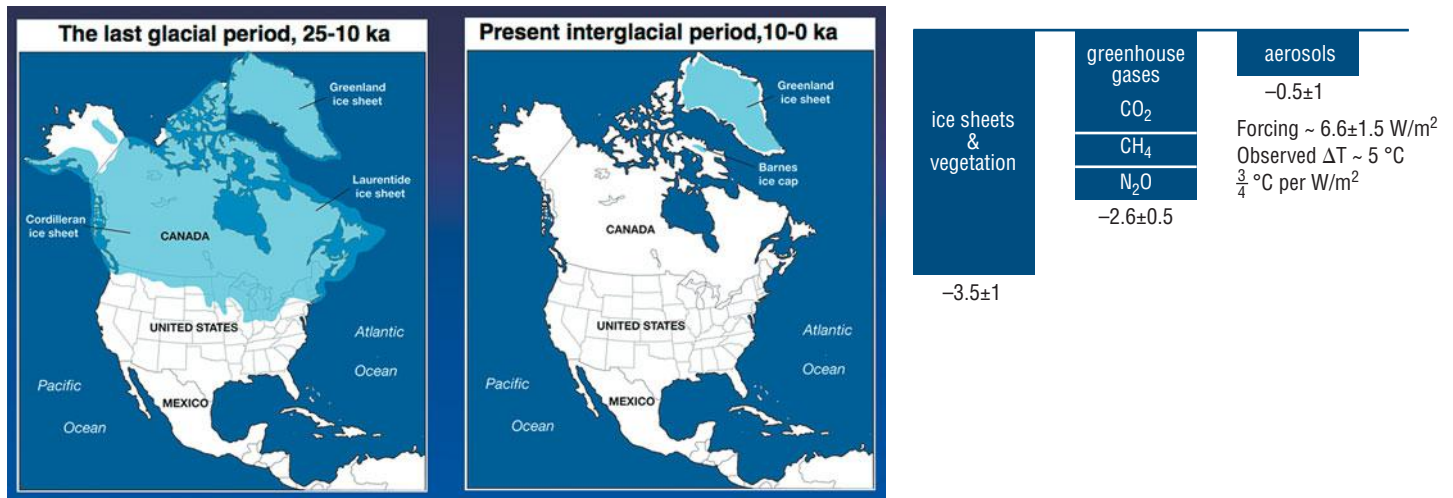 The last glacial period, 25-10 ka
Greenland
ice sheet
Laurentide
ice sheet
Cordilleran
ice sheet
CANADA
UNITED STATES
Atlantic
Ocean
Pacific
Ocean
MEXICO
Present interglacial period,10-0 ka
Greenland
ice sheet
Barnes
ice cap
CANADA
UNITED STATES
Atlantic
Ocean
Pacific
Ocean
MEXICO
ice sheets
&
vegetation
–3.5±1
greenhouse
gases
CO₂
CH₄
N₂O
–2.6±0.5
aerosols
–0.5±1
Forcing ~ 6.6±1.5 W/m²
Observed ΔT ~ 5 °C
3/4 °C per W/m²